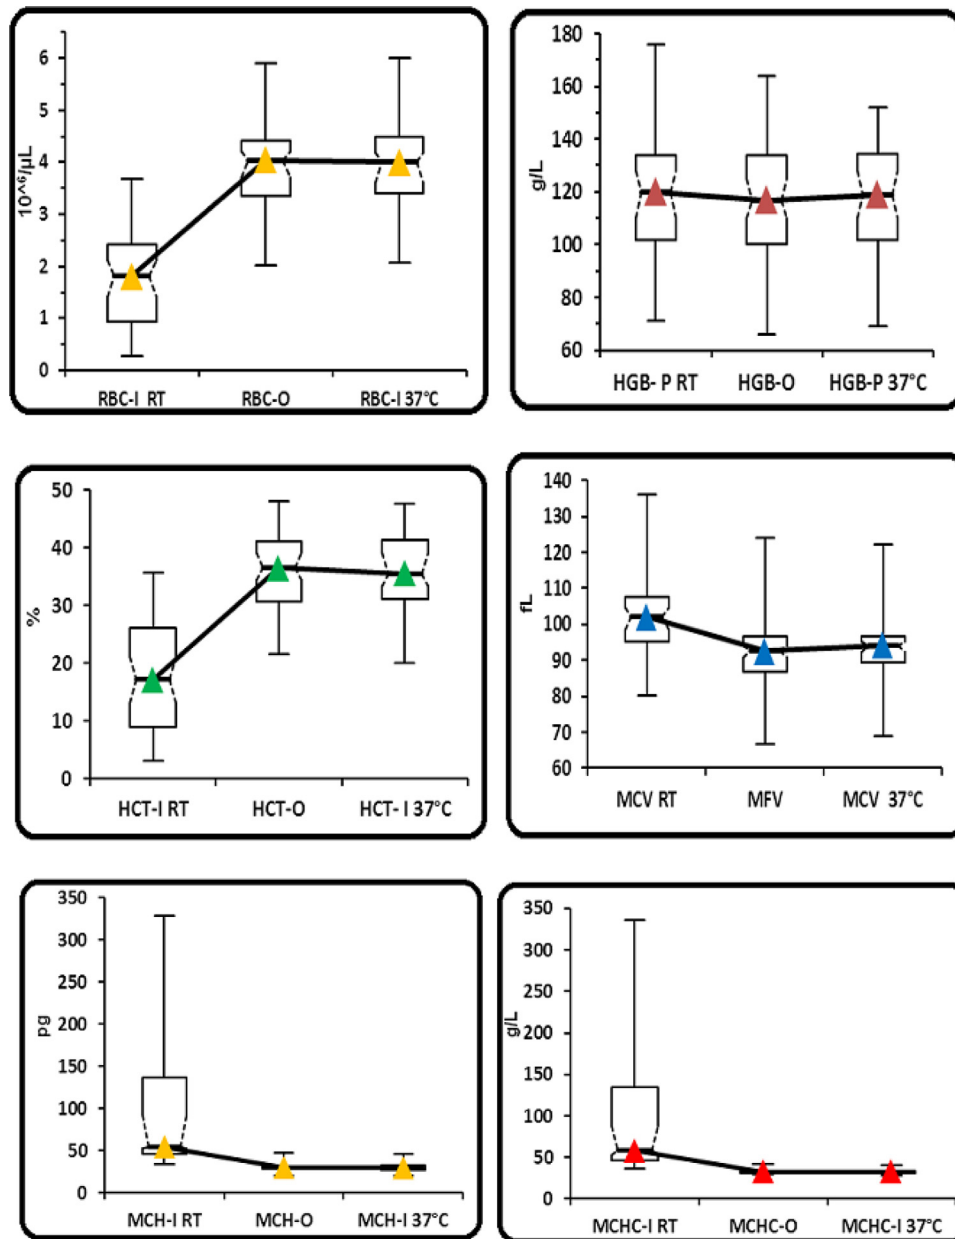 6
5
4
3
2
1
0
10^⁶/µL
RBC-I RT
RBC-O
RBC-I 37°C
180
160
140
120
100
80
60
g/L
HGB- P RT
HGB-O
HGB-P 37°C
50
40
30
20
10
0
%
HCT-I RT
HCT-O
HCT- I 37°C
140
130
120
110
100
90
80
70
60
fL
MCV RT
MFV
MCV 37°C
350
300
250
200
150
100
50
0
pg
MCH-I RT
MCH-O
MCH-I 37°C
350
300
250
200
150
100
50
0
g/L
MCHC-I RT
MCHC-O
MCHC-I 37°C